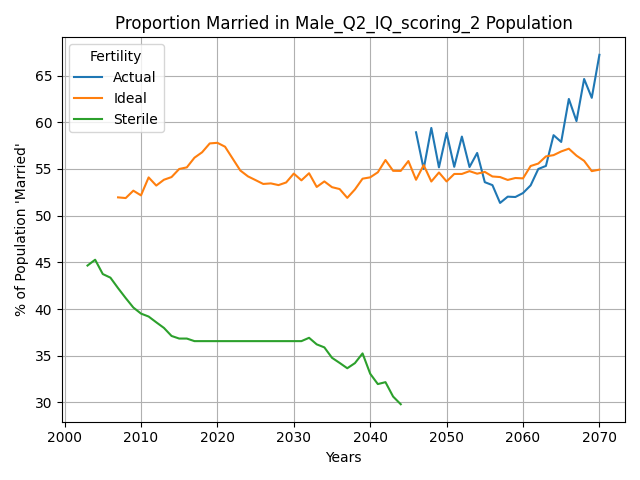 Proportion Married in Male_Q2_IQ_scoring_2 Population
Fertility
Actual
Ideal
Sterile
% of Population 'Married'
65
60
55
50
45
40
35
30
2000 2010 2020 2030 2040 2050 2060 2070
Years